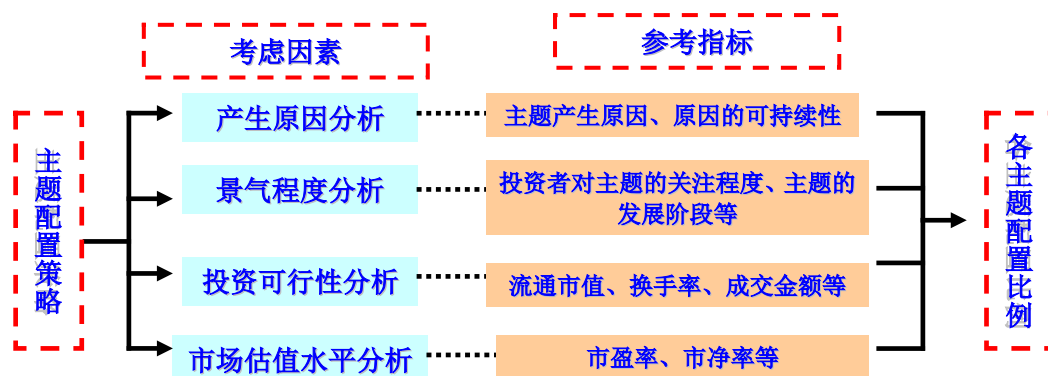 考虑因素
参考指标
主题配置策略
产生原因分析
主题产生原因、原因的可持续性
景气程度分析
投资者对主题的关注程度、主题的
发展阶段等
投资可行性分析
流通市值、换手率、成交金额等
市场估值水平分析
市盈率、市净率等
各主题配置比例